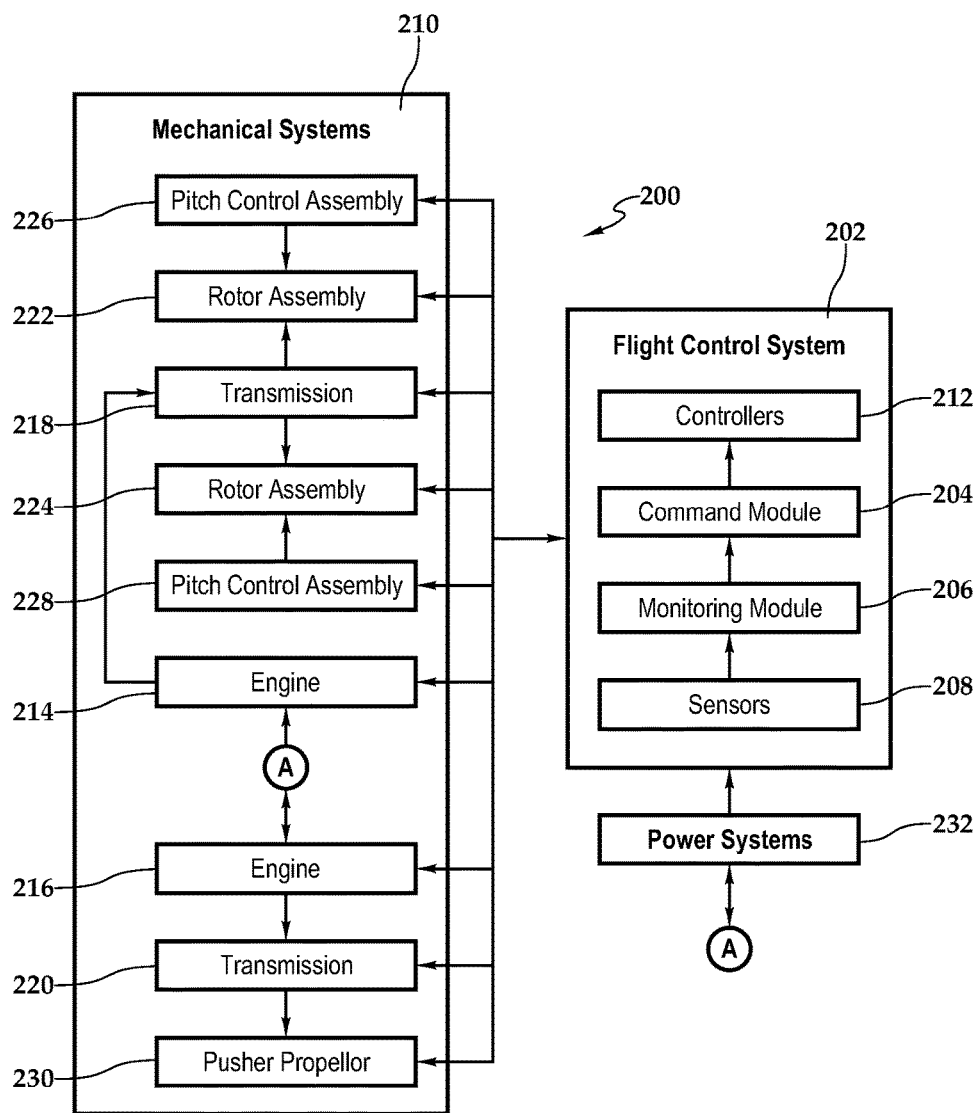 210
Mechanical Systems
226
Pitch Control Assembly
222
Rotor Assembly
218
Transmission
224
Rotor Assembly
228
Pitch Control Assembly
214
Engine
A
216
Engine
220
Transmission
230
Pusher Propellor
200
202
Flight Control System
Controllers
212
Command Module
204
Monitoring Module
206
Sensors
208
Power Systems
232
A